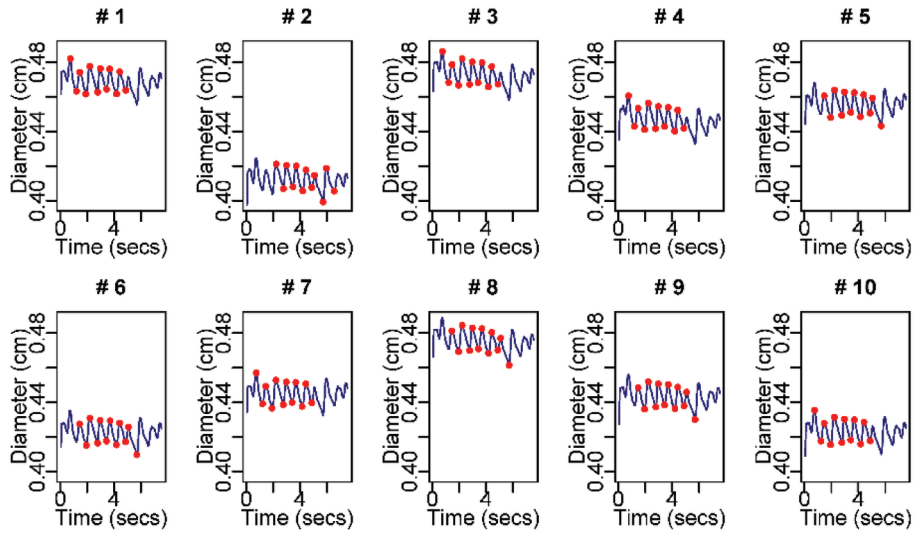 # 1
# 2
# 3
# 4
# 5
Diameter (cm)
0.40 0.44 0.48
0 4
Time (secs)
Diameter (cm)
0.40 0.44 0.48
0 4
Time (secs)
Diameter (cm)
0.40 0.44 0.48
0 4
Time (secs)
Diameter (cm)
0.40 0.44 0.48
0 4
Time (secs)
Diameter (cm)
0.40 0.44 0.48
0 4
Time (secs)
# 6
# 7
# 8
# 9
# 10
Diameter (cm)
0.40 0.44 0.48
0 4
Time (secs)
Diameter (cm)
0.40 0.44 0.48
0 4
Time (secs)
Diameter (cm)
0.40 0.44 0.48
0 4
Time (secs)
Diameter (cm)
0.40 0.44 0.48
0 4
Time (secs)
Diameter (cm)
0.40 0.44 0.48
0 4
Time (secs)